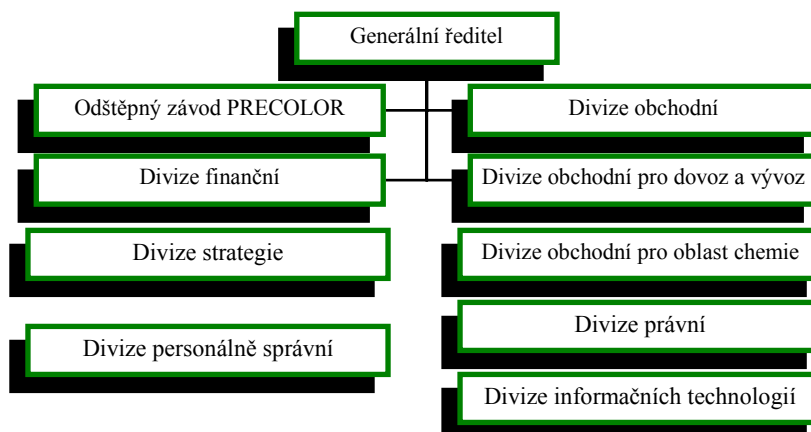 Generální ředitel
Odštěpný závod PRECOLOR
Divize obchodní
Divize finanční
Divize obchodní pro dovoz a vývoz
Divize strategie
Divize obchodní pro oblast chemie
Divize právní
Divize personálně správní
Divize informačních technologií